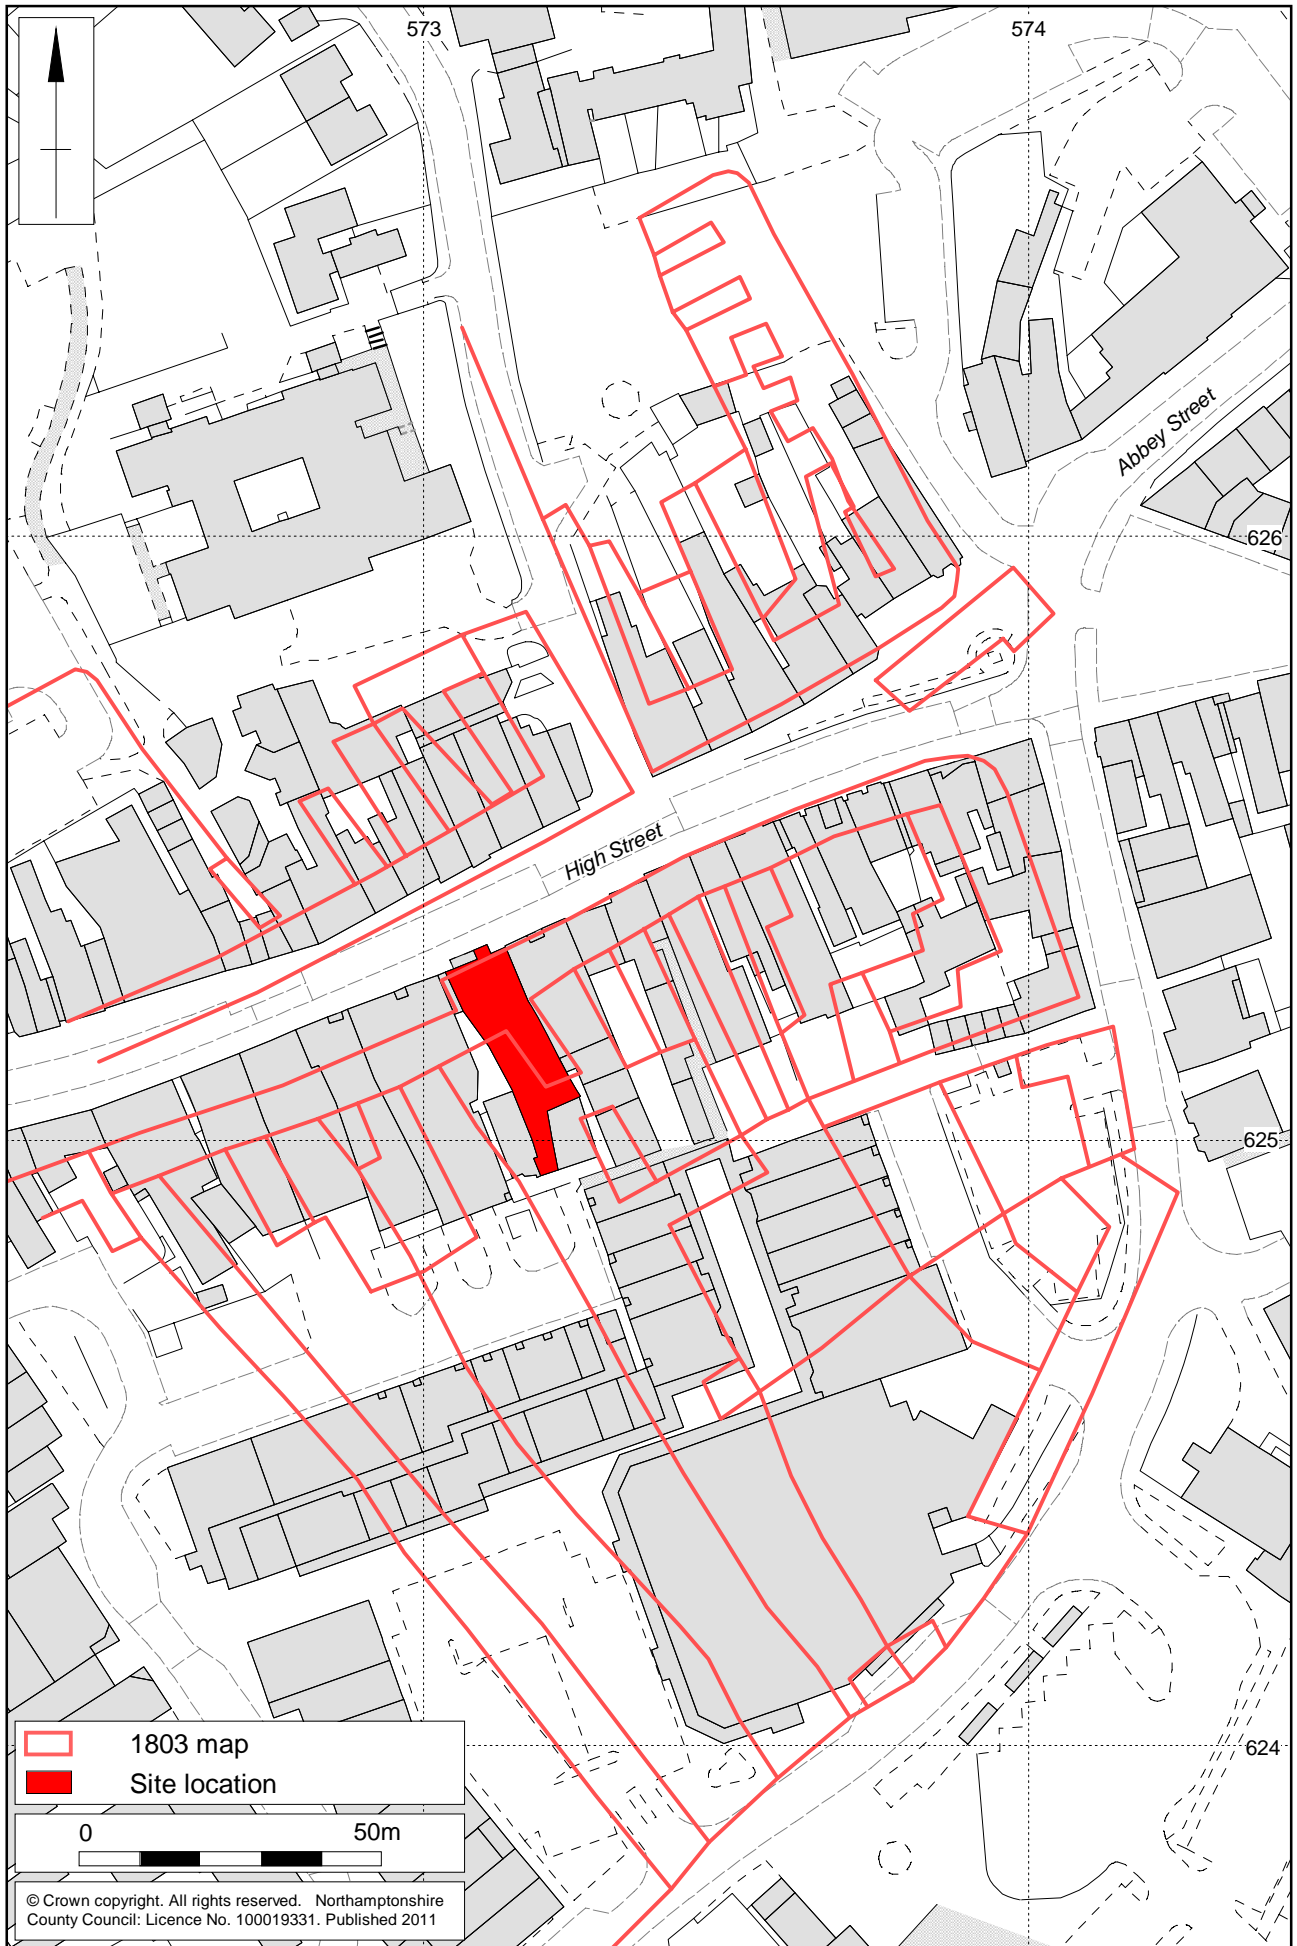 573
574
Abbey Street
626
High Street
625
624
1803 map
Site location
0 50m
© Crown copyright. All rights reserved. Northamptonshire
County Council: Licence No. 100019331. Published 2011